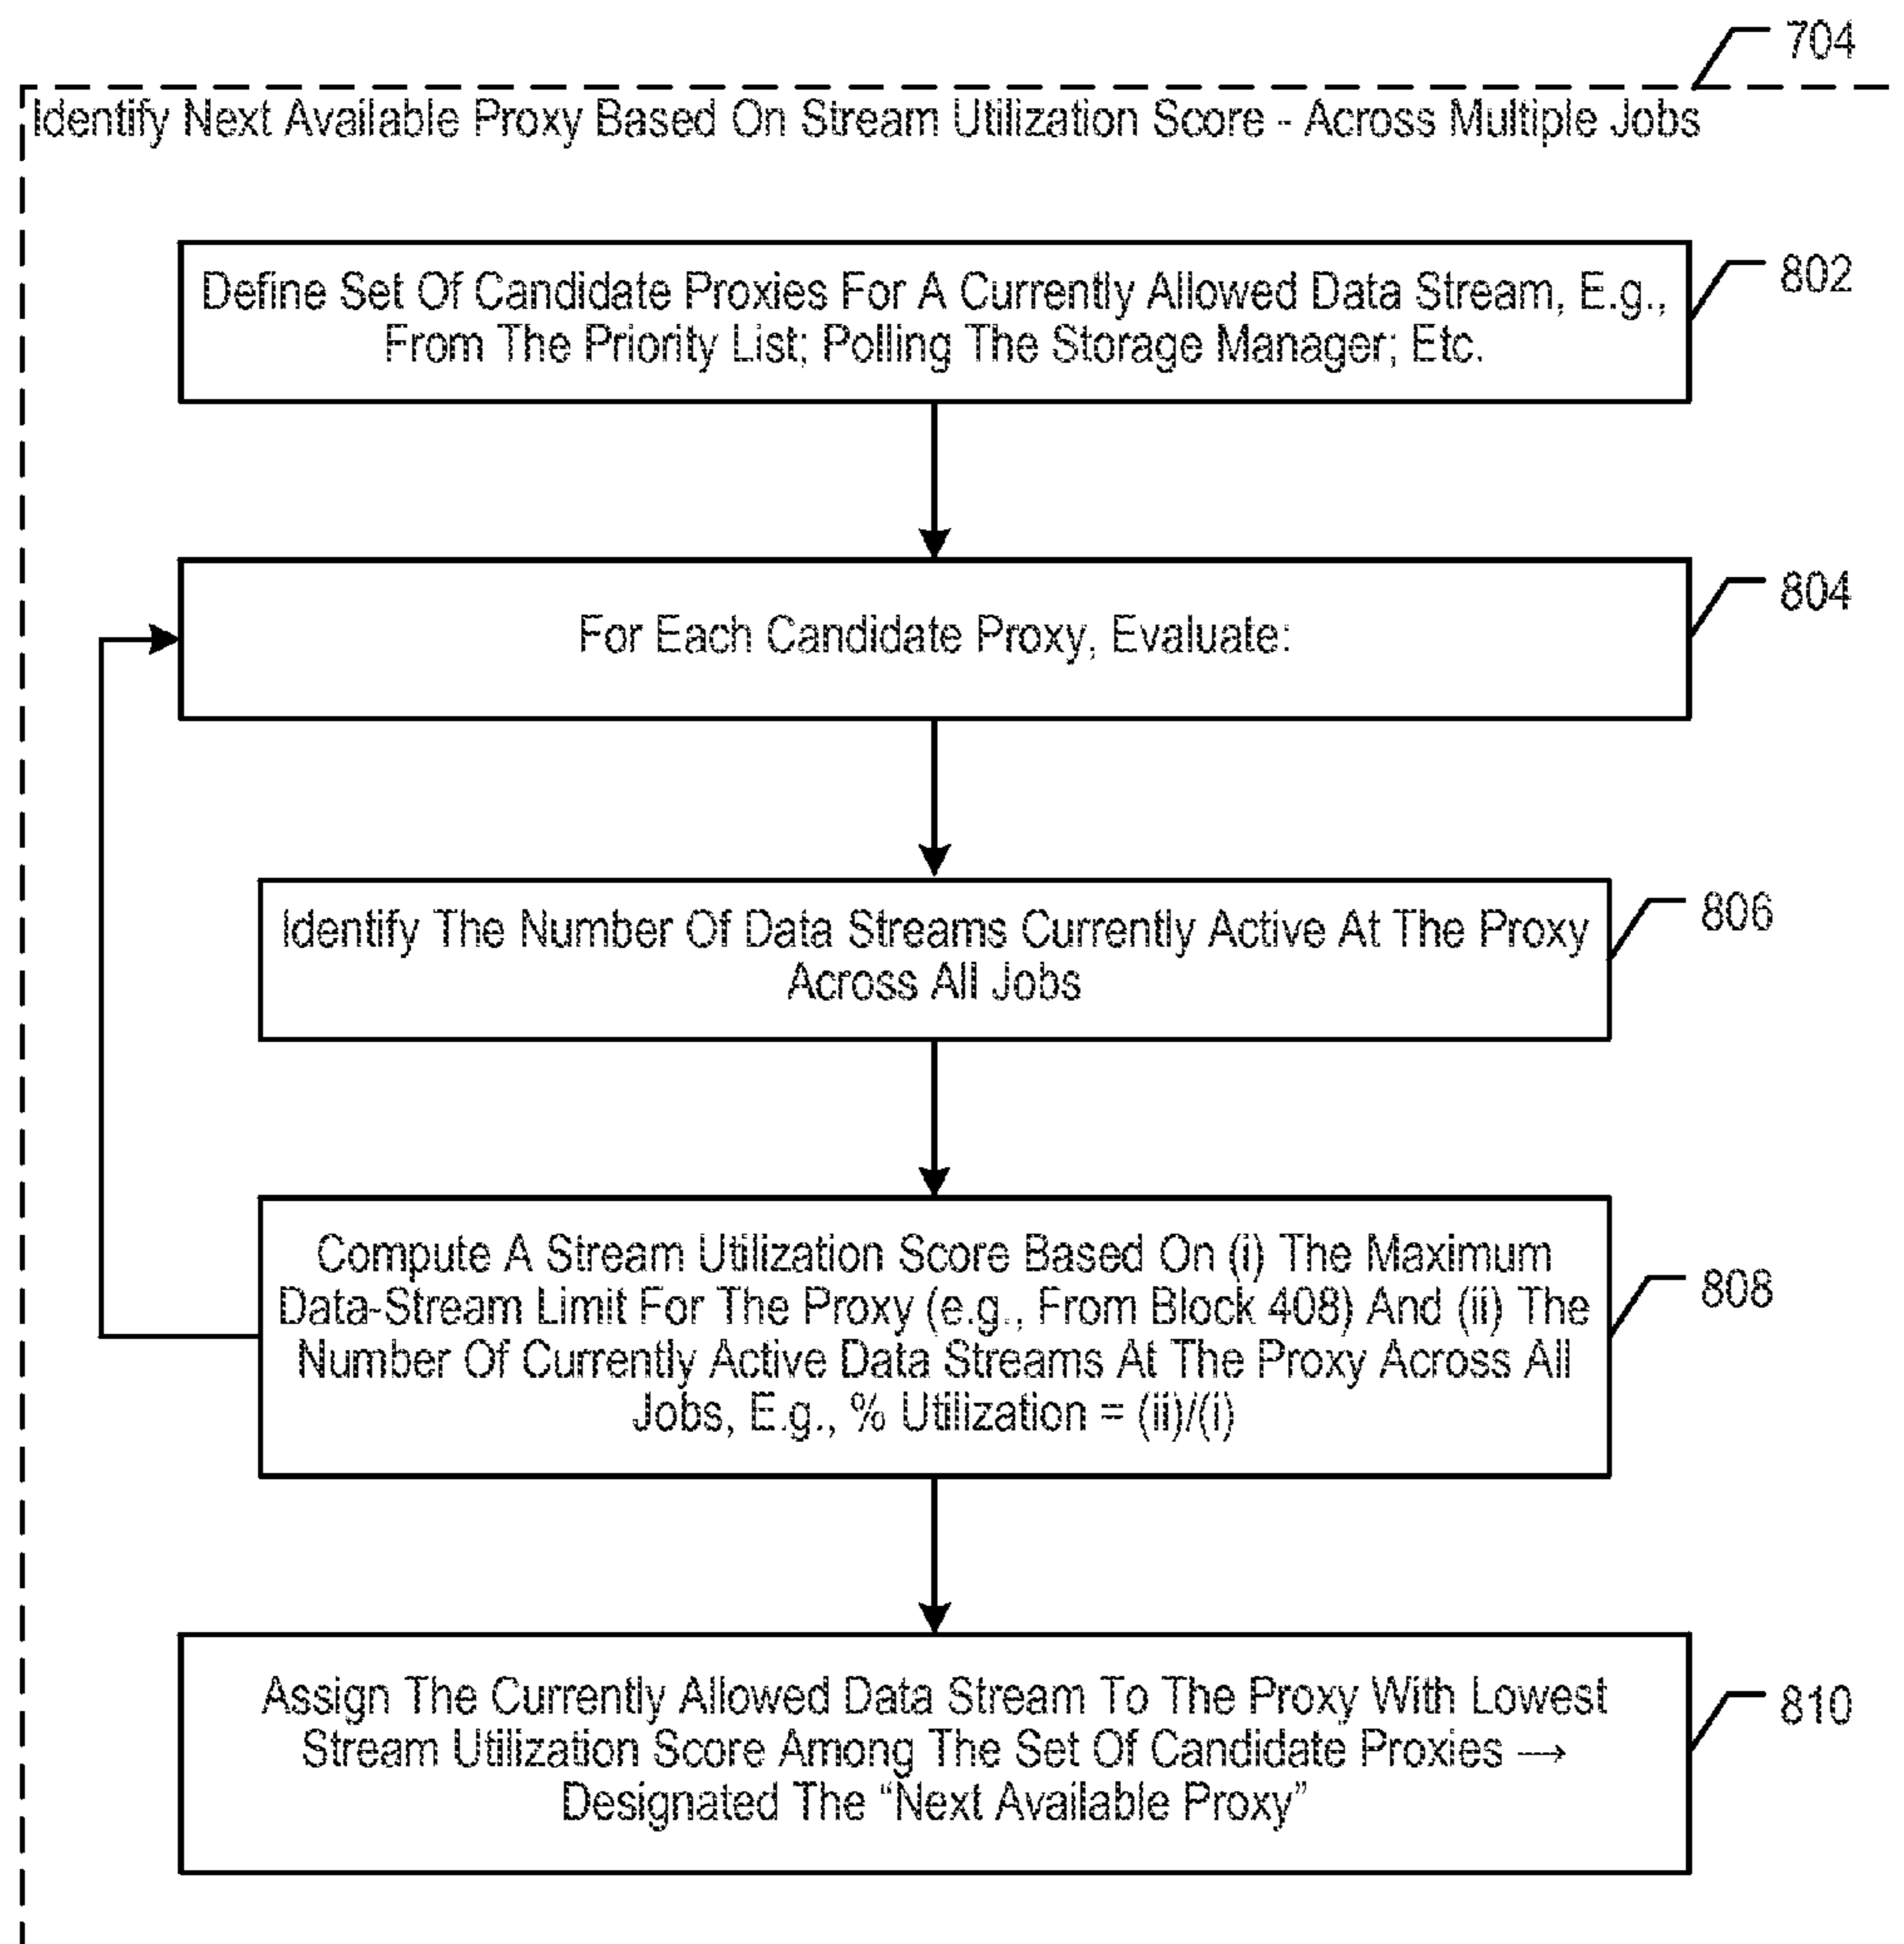 704
Identify Next Available Proxy Based On Stream Utilization Score - Across Multiple Jobs
Define Set Of Candidate Proxies For A Currently Allowed Data Stream, E.g.,
From The Priority List; Polling The Storage Manager; Etc.
802
For Each Candidate Proxy, Evaluate:
804
Identify The Number Of Data Streams Currently Active At The Proxy
Across All Jobs
806
Compute A Stream Utilization Score Based On (i) The Maximum
Data-Stream Limit For The Proxy (e.g., From Block 408) And (ii) The
Number Of Currently Active Data Streams At The Proxy Across All
Jobs, E.g., % Utilization = (ii)/(i)
808
Assign The Currently Allowed Data Stream To The Proxy With Lowest
Stream Utilization Score Among The Set Of Candidate Proxies →
Designated The “Next Available Proxy”
810